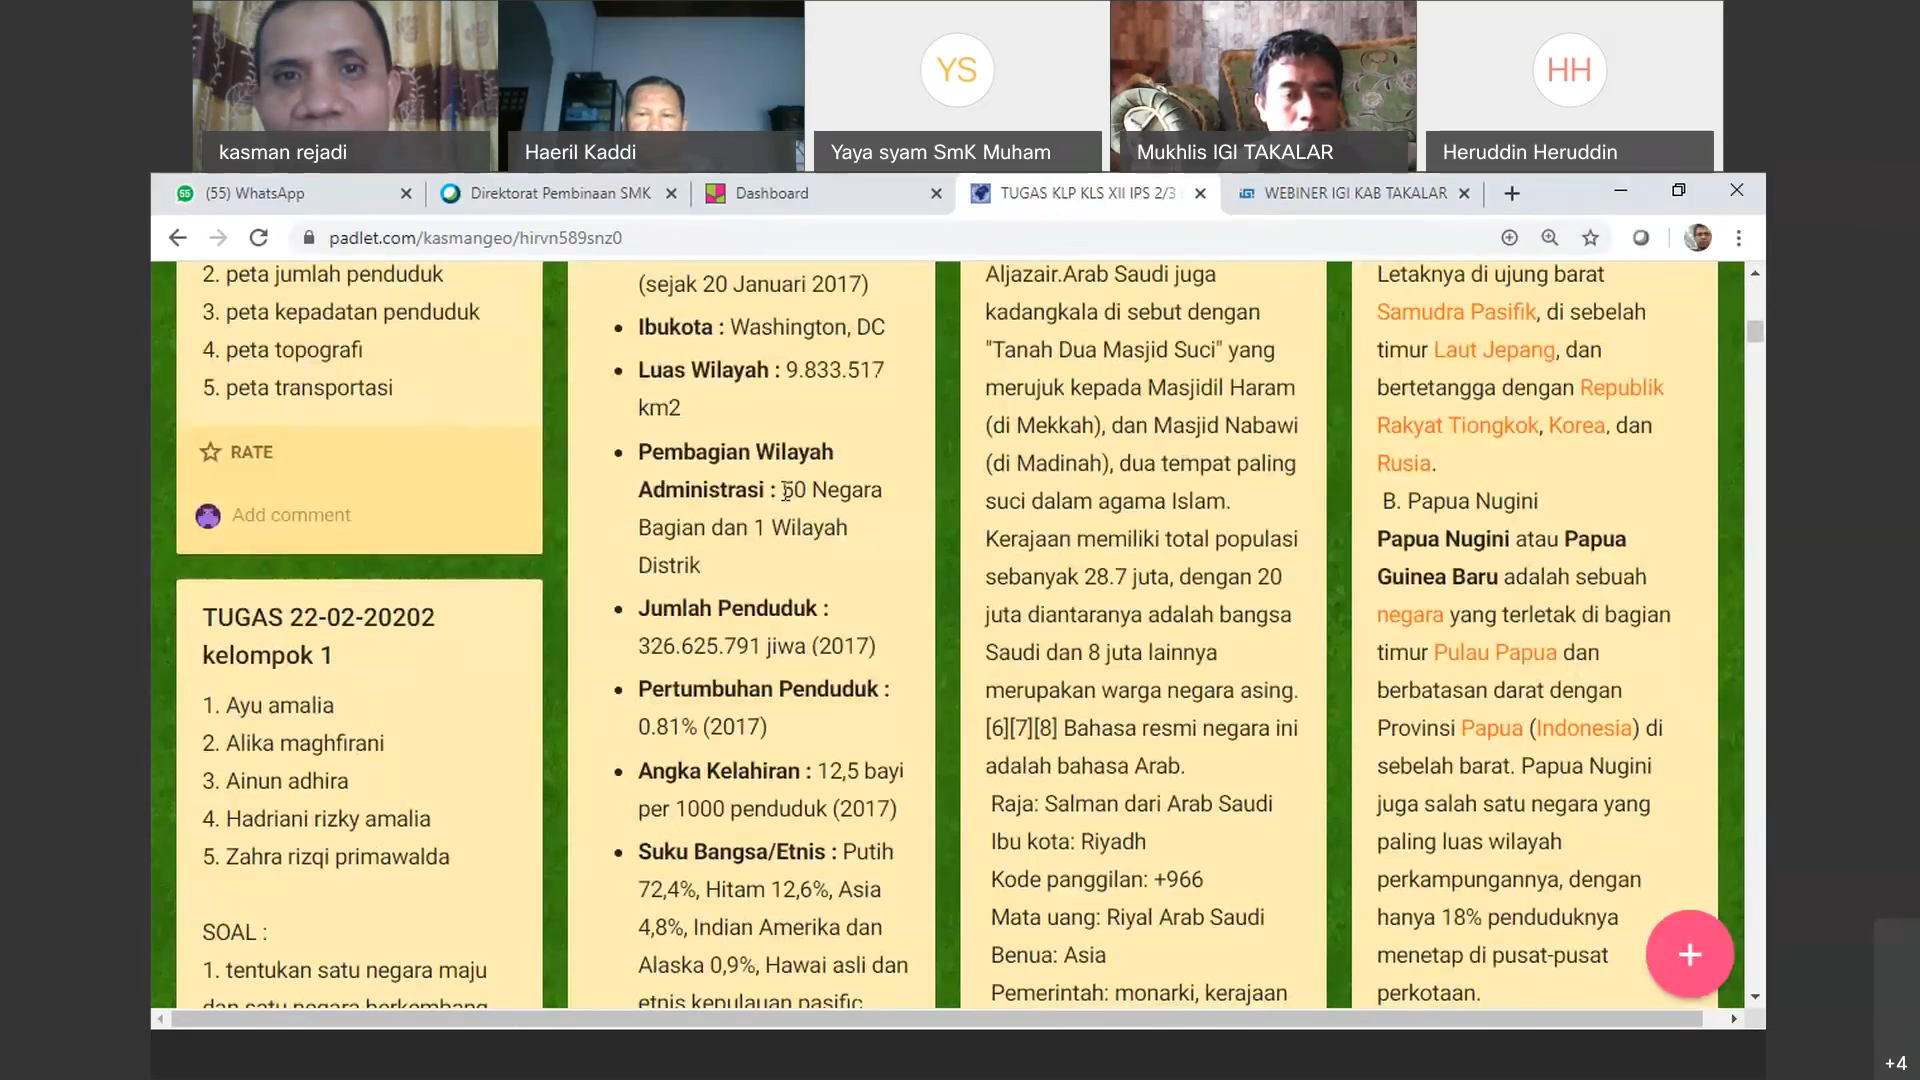 YS
HH
kasman rejadi
Haeril Kaddi
Yaya syam SmK Muham
Mukhlis IGI TAKALAR
Heruddin Heruddin
55
(55) WhatsApp
Direktorat Pembinaan SMK
Dashboard
TUGAS KLP KLS XII IPS 2/3
WEBINER IGI KAB TAKALAR
padlet.com/kasmangeo/hirvn589snz0
2. peta jumlah penduduk
3. peta kepadatan penduduk
4. peta topografi
5. peta transportasi
RATE
Add comment
TUGAS 22-02-20202
kelompok 1
1. Ayu amalia
2. Alika maghfirani
3. Ainun adhira
4. Hadriani rizky amalia
5. Zahra rizqi primawalda
SOAL :
1. tentukan satu negara maju
dan satu negara berkembang
(sejak 20 Januari 2017)
Ibukota : Washington, DC
Luas Wilayah : 9.833.517
km2
Pembagian Wilayah
Administrasi : 50 Negara
Bagian dan 1 Wilayah
Distrik
Jumlah Penduduk :
326.625.791 jiwa (2017)
Pertumbuhan Penduduk :
0.81% (2017)
Angka Kelahiran : 12,5 bayi
per 1000 penduduk (2017)
Suku Bangsa/Etnis : Putih
72,4%, Hitam 12,6%, Asia
4,8%, Indian Amerika dan
Alaska 0,9%, Hawai asli dan
etnis kepulauan pasific
Aljazair.Arab Saudi juga
kadangkala di sebut dengan
"Tanah Dua Masjid Suci" yang
merujuk kepada Masjidil Haram
(di Mekkah), dan Masjid Nabawi
(di Madinah), dua tempat paling
suci dalam agama Islam.
Kerajaan memiliki total populasi
sebanyak 28.7 juta, dengan 20
juta diantaranya adalah bangsa
Saudi dan 8 juta lainnya
merupakan warga negara asing.
[6][7][8] Bahasa resmi negara ini
adalah bahasa Arab.
Raja: Salman dari Arab Saudi
Ibu kota: Riyadh
Kode panggilan: +966
Mata uang: Riyal Arab Saudi
Benua: Asia
Pemerintah: monarki, kerajaan
Letaknya di ujung barat
Samudra Pasifik, di sebelah
timur Laut Jepang, dan
bertetangga dengan Republik
Rakyat Tiongkok, Korea, dan
Rusia.
B. Papua Nugini
Papua Nugini atau Papua
Guinea Baru adalah sebuah
negara yang terletak di bagian
timur Pulau Papua dan
berbatasan darat dengan
Provinsi Papua (Indonesia) di
sebelah barat. Papua Nugini
juga salah satu negara yang
paling luas wilayah
perkampungannya, dengan
hanya 18% penduduknya
menetap di pusat-pusat
perkotaan.
+4